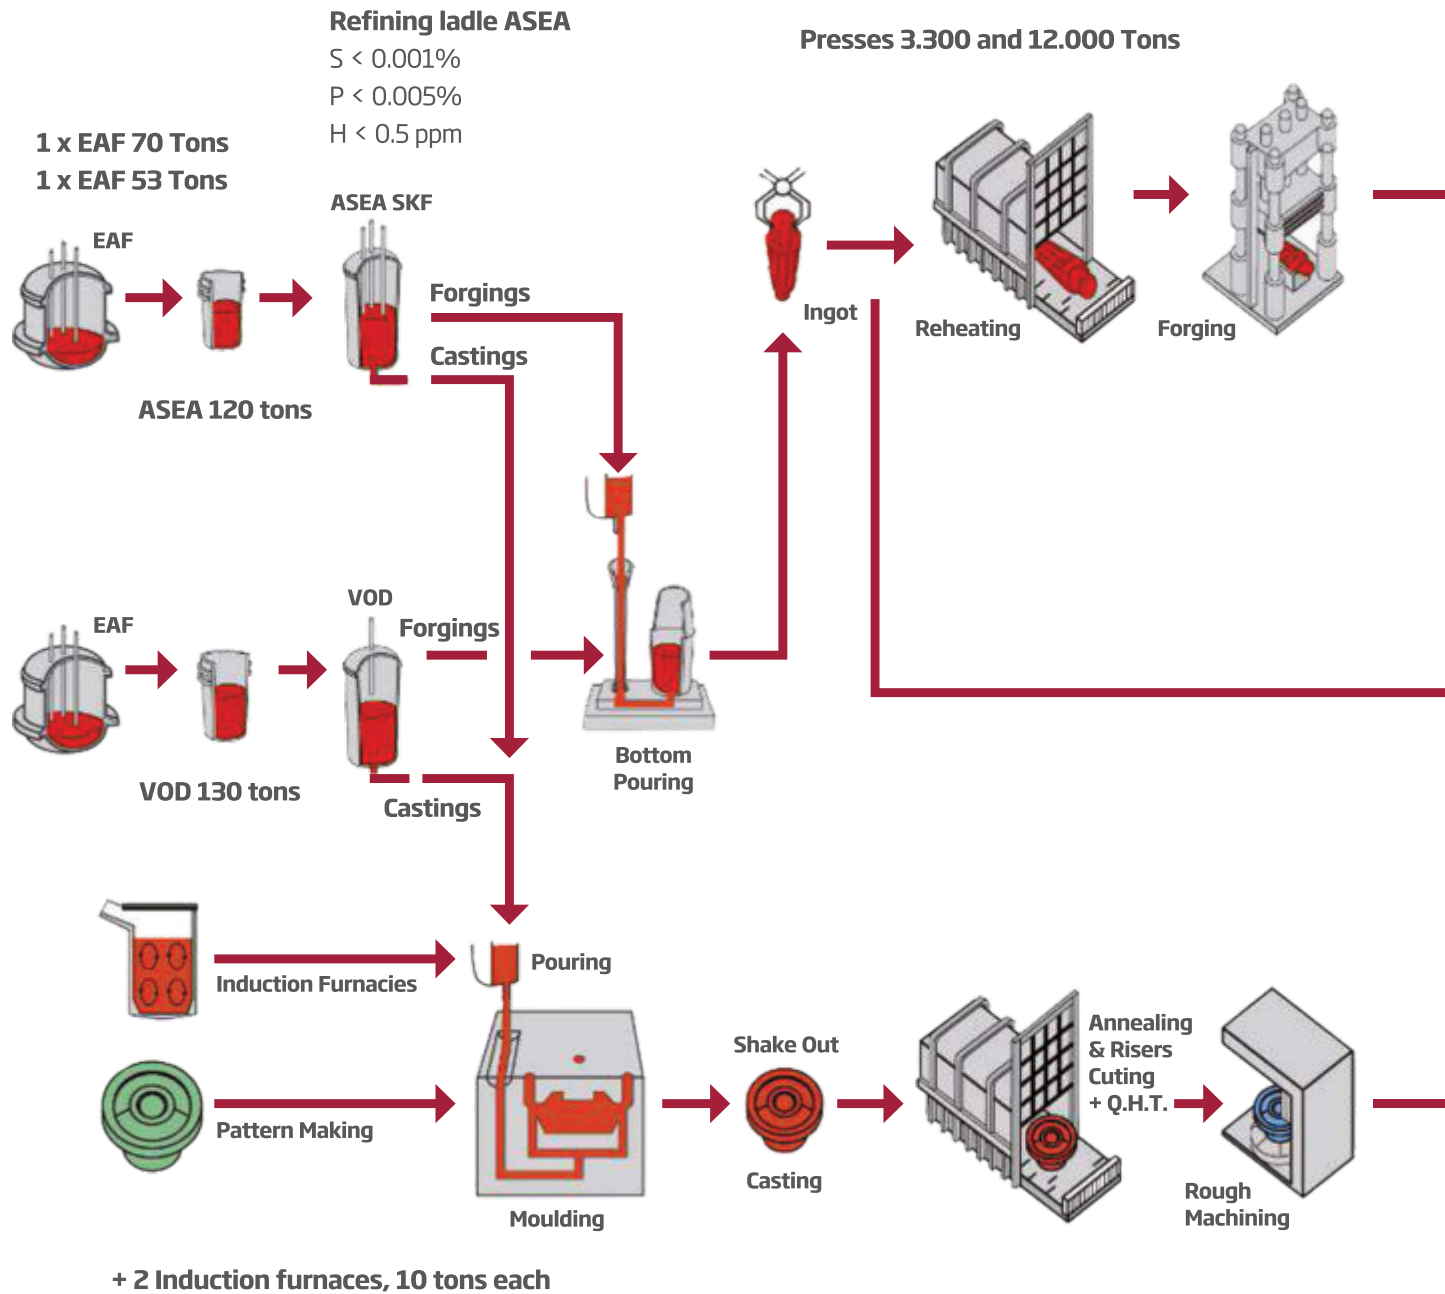 Refining ladle ASEA
S < 0.001%
P < 0.005%
H < 0.5 ppm
Presses 3.300 and 12.000 Tons
1 x EAF 70 Tons
1 x EAF 53 Tons
ASEA SKF
EAF
Forgings
Castings
ASEA 120 tons
Ingot
Reheating
Forging
VOD
EAF
Forgings
VOD 130 tons
Castings
Bottom
Pouring
Induction Furnacies
Pouring
Pattern Making
Moulding
Shake Out
Casting
Annealing
& Risers
Cuting
+ Q.H.T.
Rough
Machining
+ 2 Induction furnaces, 10 tons each